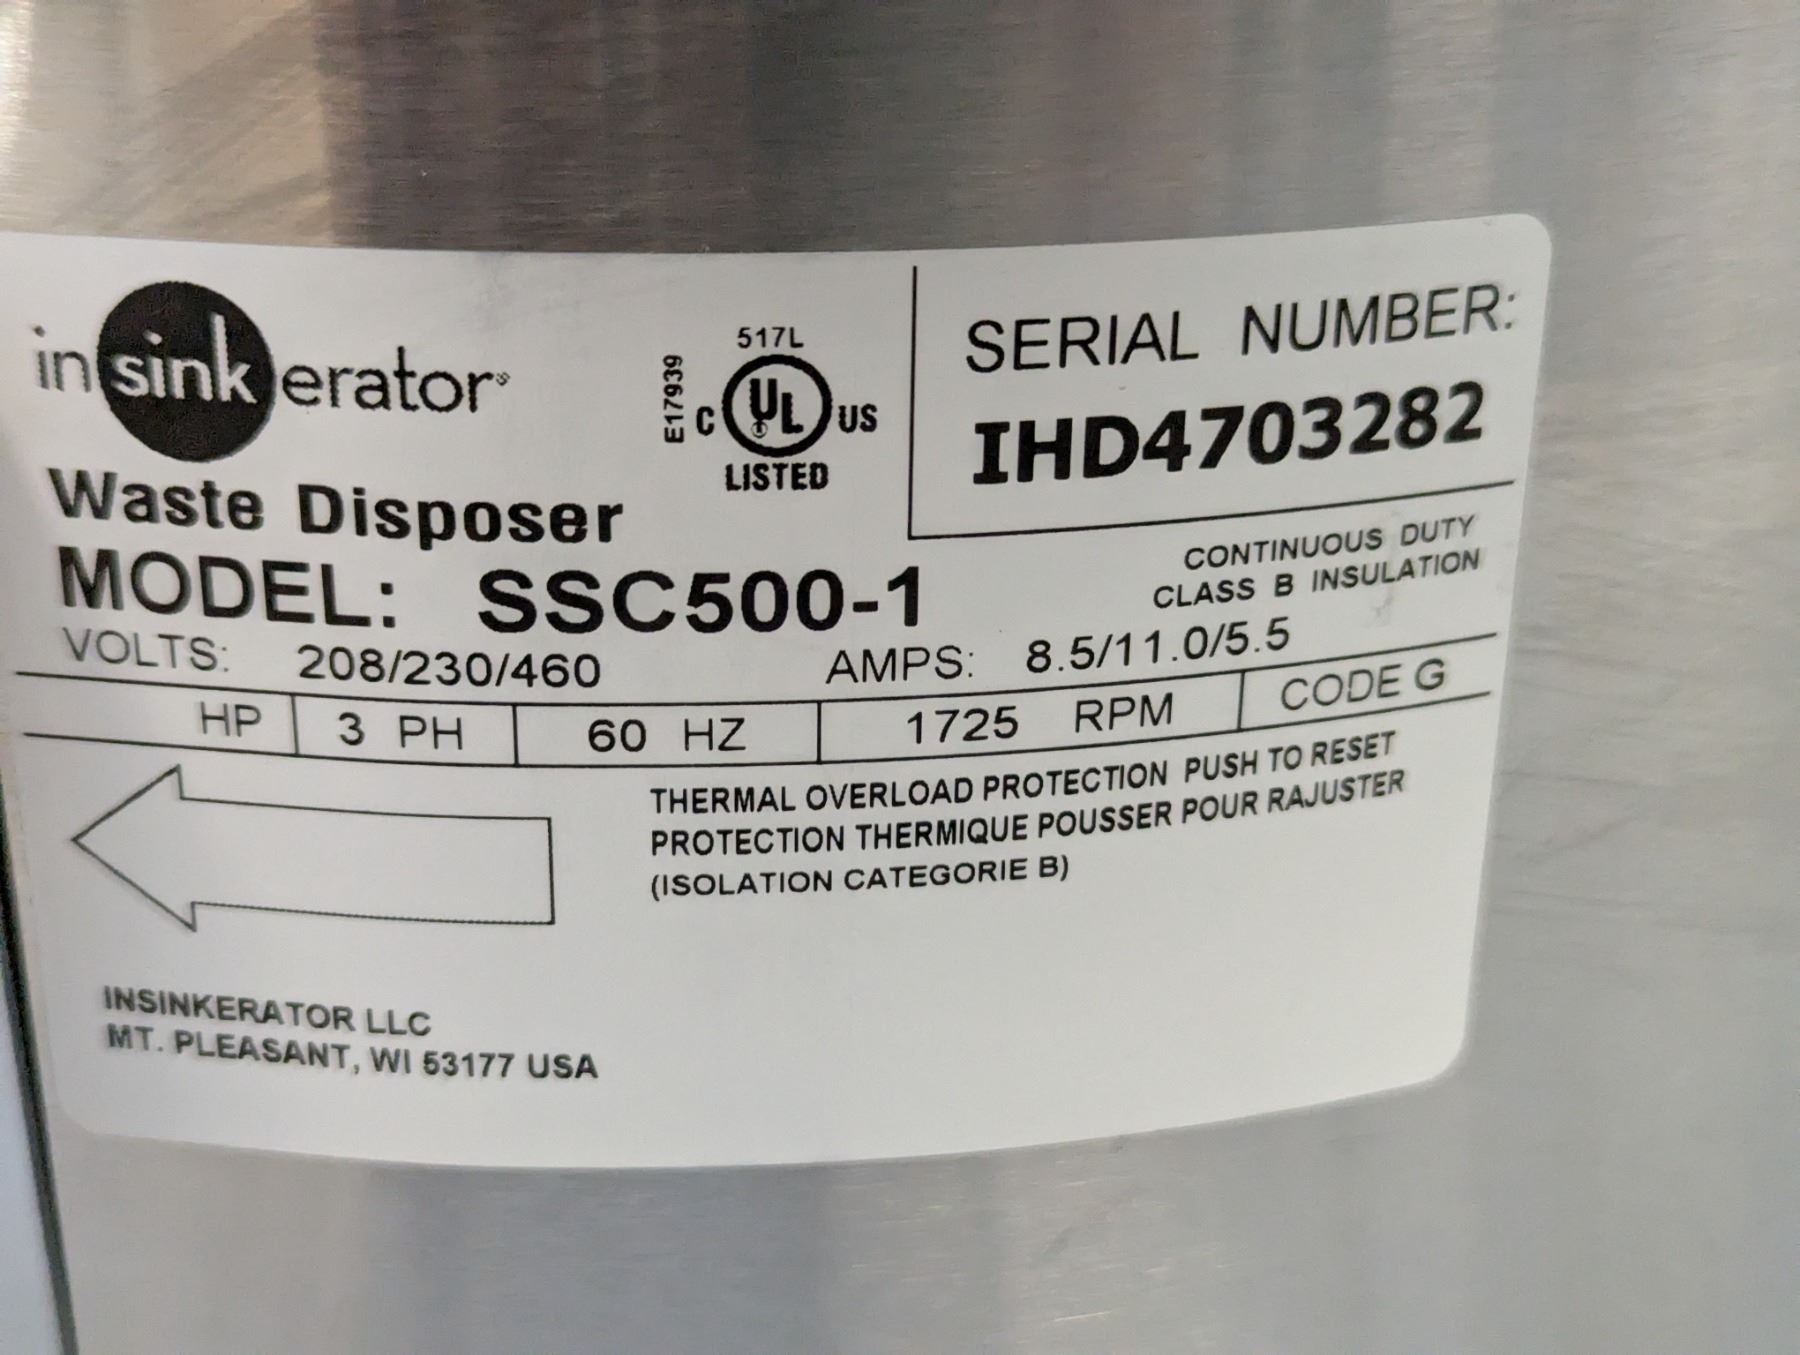 insinkerator®
517L
E17939
C UL US
LISTED
SERIAL NUMBER:
IHD4703282
Waste Disposer
MODEL: SSC500-1
CONTINUOUS DUTY
CLASS B INSULATION
VOLTS: 208/230/460 AMPS: 8.5/11.0/5.5
HP 3 PH 60 HZ 1725 RPM CODE G
THERMAL OVERLOAD PROTECTION PUSH TO RESET
PROTECTION THERMIQUE POUSSER POUR RAJUSTER
(ISOLATION CATEGORIE B)
INSINKERATOR LLC
MT. PLEASANT, WI 53177 USA